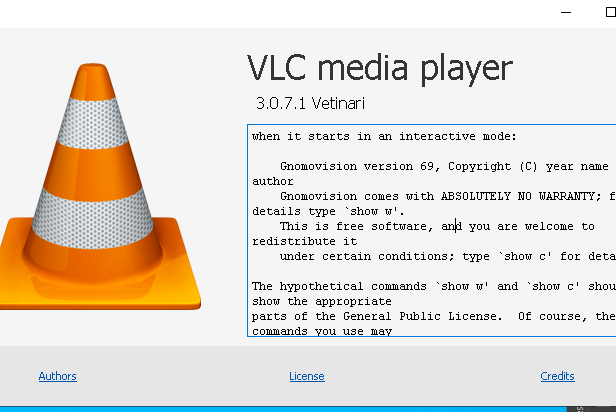 VLC media player
3.0.7.1 Vetinari
when it starts in an interactive mode:
Gnomovision version 69, Copyright (C) year name
author
Gnomovision comes with ABSOLUTELY NO WARRANTY; f
details type `show w'.
This is free software, and you are welcome to
redistribute it
under certain conditions; type `show c' for deta
The hypothetical commands `show w' and `show c' shou
show the appropriate
parts of the General Public License.  Of course, the
commands you use may
Authors
License
Credits